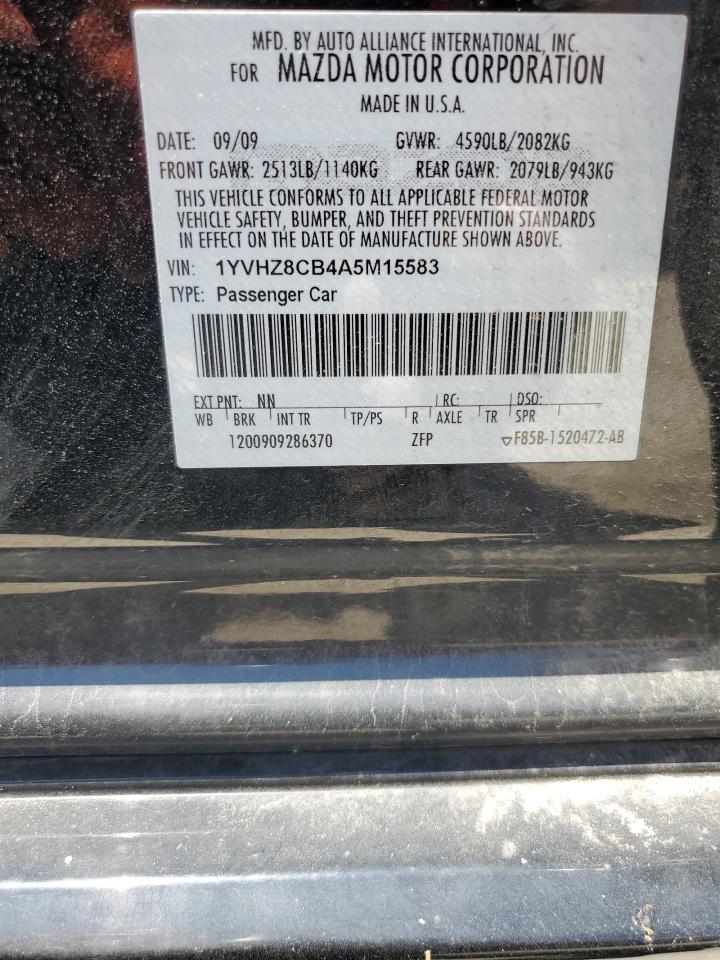 MFD. BY AUTO ALLIANCE INTERNATIONAL, INC.
FOR MAZDA MOTOR CORPORATION
MADE IN U.S.A.
DATE: 09/09 GVWR: 4590LB/2082KG
FRONT GAWR: 2513LB/1140KG REAR GAWR: 2079LB/943KG
THIS VEHICLE CONFORMS TO ALL APPLICABLE FEDERAL MOTOR
VEHICLE SAFETY, BUMPER, AND THEFT PREVENTION STANDARDS
IN EFFECT ON THE DATE OF MANUFACTURE SHOWN ABOVE.
VIN: 1YVHZ8CB4A5M15583
TYPE: Passenger Car
EXT PNT: NN RC: DSO:
WB BRK INT TR TP/PS R AXLE TR SPR
1200909286370 ZFP F85B-1520472-AB